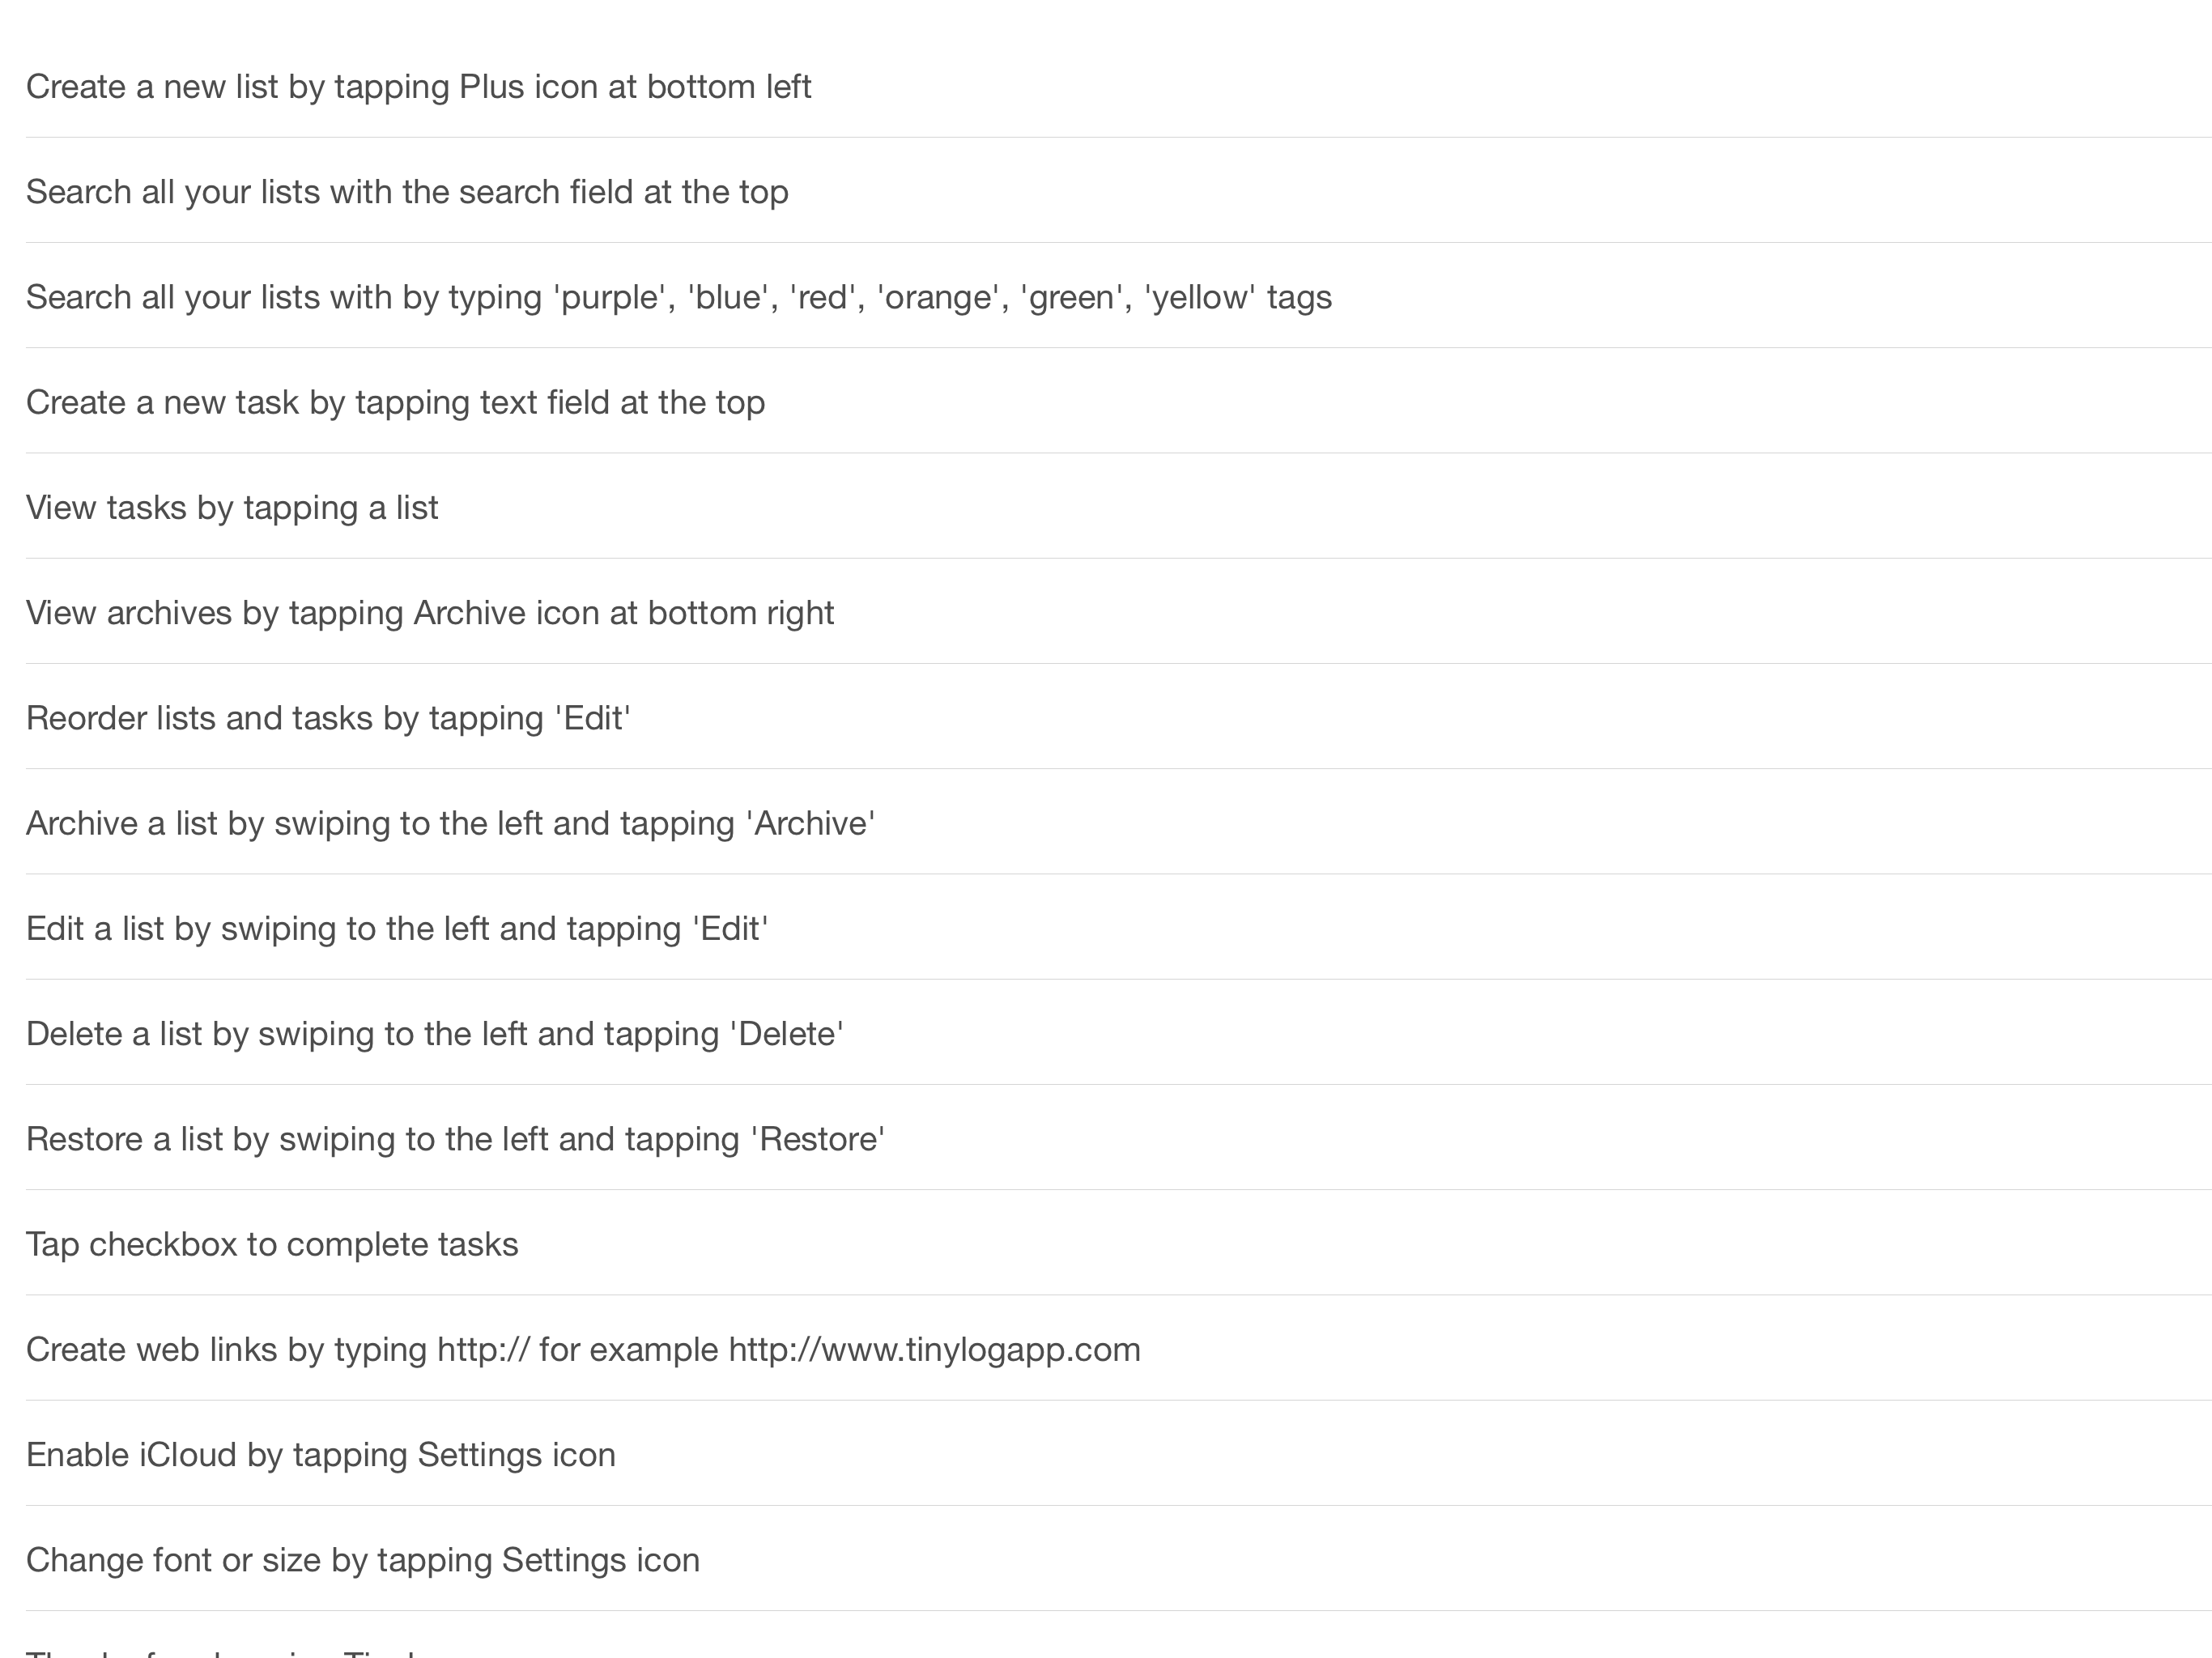 Create a new list by tapping Plus icon at bottom left
Search all your lists with the search field at the top
Search all your lists with by typing 'purple', 'blue', 'red', 'orange', 'green', 'yellow' tags
Create a new task by tapping text field at the top
View tasks by tapping a list
View archives by tapping Archive icon at bottom right
Reorder lists and tasks by tapping 'Edit'
Archive a list by swiping to the left and tapping 'Archive'
Edit a list by swiping to the left and tapping 'Edit'
Delete a list by swiping to the left and tapping 'Delete'
Restore a list by swiping to the left and tapping 'Restore'
Tap checkbox to complete tasks
Create web links by typing http:// for example http://www.tinylogapp.com
Enable iCloud by tapping Settings icon
Change font or size by tapping Settings icon